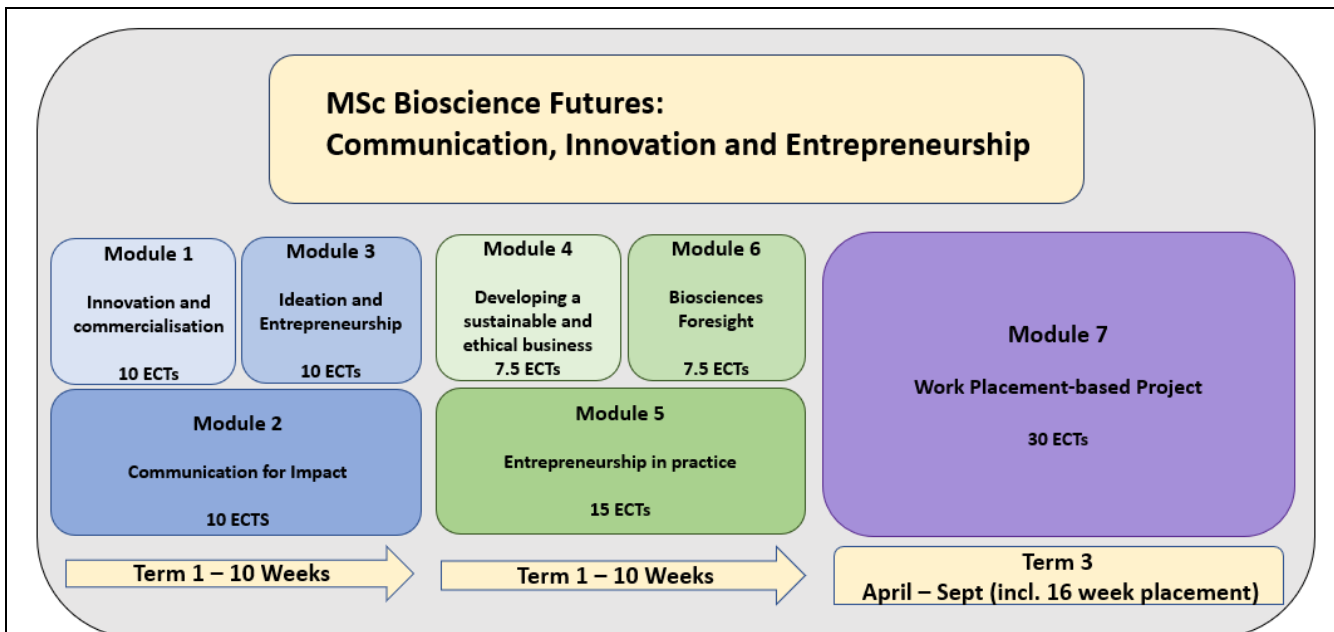 MSc Bioscience Futures:
Communication, Innovation and Entrepreneurship
Module 1
Innovation and
commercialisation
10 ECTs
Module 3
Ideation and
Entrepreneurship
10 ECTs
Module 2
Communication for Impact
10 ECTS
Term 1 – 10 Weeks
Module 4
Developing a
sustainable and
ethical business
7.5 ECTs
Module 6
Biosciences
Foresight
7.5 ECTs
Module 5
Entrepreneurship in practice
15 ECTs
Term 1 – 10 Weeks
Module 7
Work Placement-based Project
30 ECTs
Term 3
April – Sept (incl. 16 week placement)